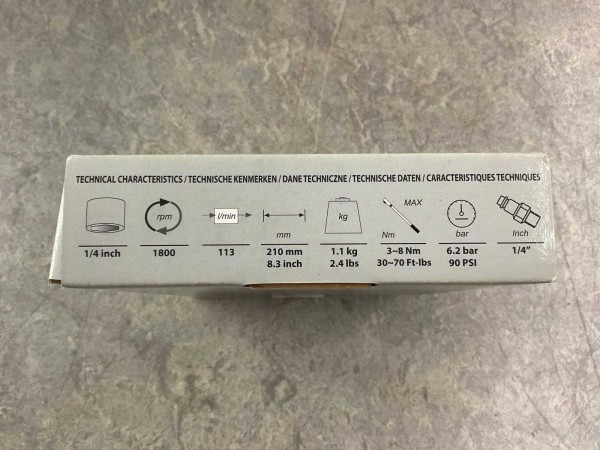 TECHNICAL CHARACTERISTICS / TECHNISCHE KENMERKEN / DANE TECHNICZNE / TECHNISCHE DATEN / CARACTERISTIQUES TECHNIQUES
rpm
l/min
mm
kg
MAX
Nm
bar
Inch
1/4 inch
1800
113
210 mm
8.3 inch
1.1 kg
2.4 lbs
3~8 Nm
30~70 Ft-lbs
6.2 bar
90 PSI
1/4"